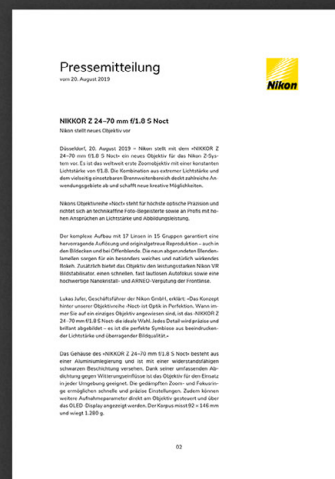 Pressemitteilung
vom 20. August 2019
Nikon
NIKKOR Z 24–70 mm f/1.8 S Noct
Nikon stellt neues Objektiv vor
Düsseldorf, 20. August 2019 – Nikon stellt mit dem »NIKKOR Z
24–70 mm f/1.8 S Noct« ein neues Objektiv für das Nikon Z-Sys-
tem vor. Es ist das weltweit erste Zoomobjektiv mit einer konstanten
Lichtstärke von f/1.8. Die Kombination aus extremer Lichtstärke und
dem vielseitig einsetzbaren Brennweitenbereich deckt zahlreiche An-
wendungsgebiete ab und schafft neue kreative Möglichkeiten.
Nikons Objektivreihe »Noct« steht für höchste optische Präzision und
richtet sich an technikaffine Foto-Begeisterte sowie an Profis mit ho-
hen Ansprüchen an Lichtstärke und Abbildungsleistung.
Der komplexe Aufbau mit 17 Linsen in 15 Gruppen garantiert eine
hervorragende Auflösung und originalgetreue Reproduktion – auch in
den Bildecken und bei Offenblende. Die neun abgerundeten Blenden-
lamellen sorgen für ein besonders weiches und natürlich wirkendes
Bokeh. Zusätzlich bietet das Objektiv den leistungsstarken Nikon VR
Bildstabilisator, einen schnellen, fast lautlosen Autofokus sowie eine
hochwertige Nanokristall- und ARNEO-Vergütung der Frontlinse.
Lukas Jufer, Geschäftsführer der Nikon GmbH, erklärt: »Das Konzept
hinter unserer Objektivreihe ›Noct‹ ist Optik in Perfektion. Wann im-
mer Sie auf ein einziges Objektiv angewiesen sind, ist das ›NIKKOR Z
24–70 mm f/1.8 S Noct‹ die ideale Wahl. Jedes Detail wird präzise und
brillant abgebildet – es ist die perfekte Symbiose aus beeindrucken-
der Lichtstärke und überragender Bildqualität.«
Das Gehäuse des »NIKKOR Z 24–70 mm f/1.8 S Noct« besteht aus
einer Aluminiumlegierung und ist mit einer widerstandsfähigen
schwarzen Beschichtung versehen. Dank seiner umfassenden Ab-
dichtung gegen Witterungseinflüsse ist das Objektiv für den Einsatz
in jeder Umgebung geeignet. Die gedämpften Zoom- und Fokusrin-
ge ermöglichen schnelle und präzise Einstellungen. Zudem können
weitere Aufnahmeparameter direkt am Objektiv gesteuert und über
das OLED-Display angezeigt werden. Der Korpus misst 92 × 146 mm
und wiegt 1.280 g.
02